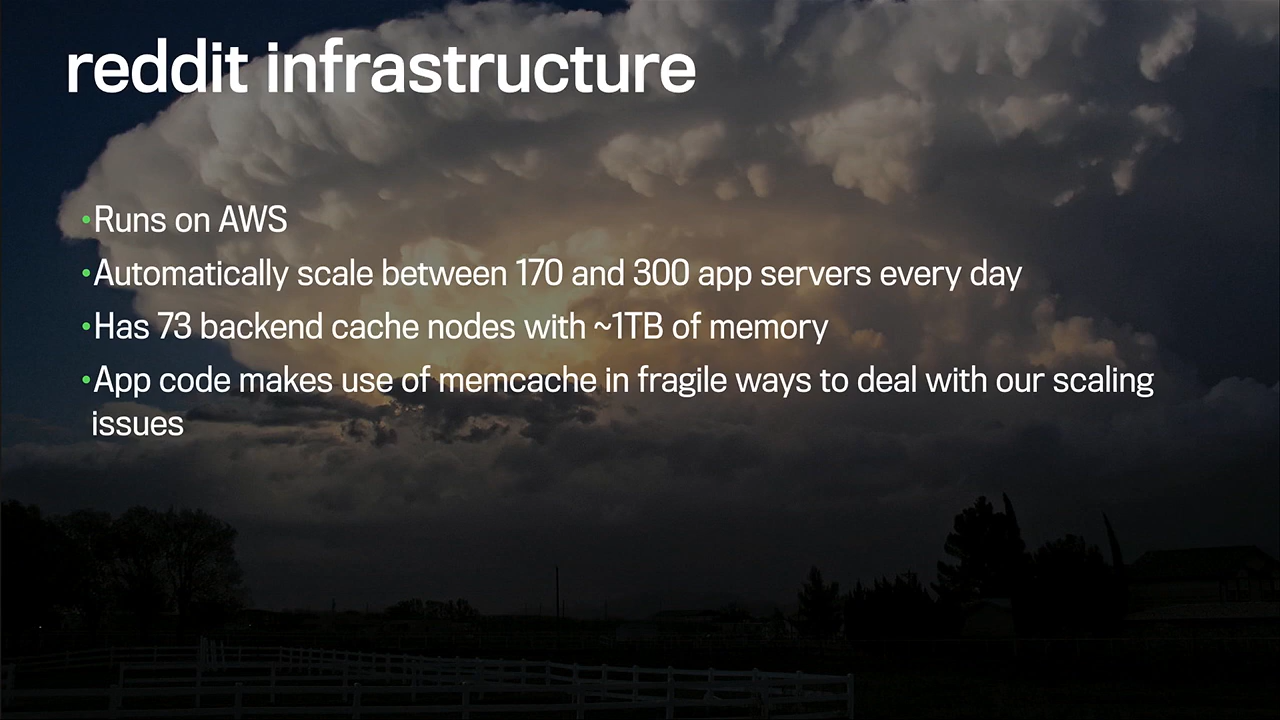 reddit infrastructure
•Runs on AWS
•Automatically scale between 170 and 300 app servers every day
•Has 73 backend cache nodes with ~1TB of memory
•App code makes use of memcache in fragile ways to deal with our scaling
issues